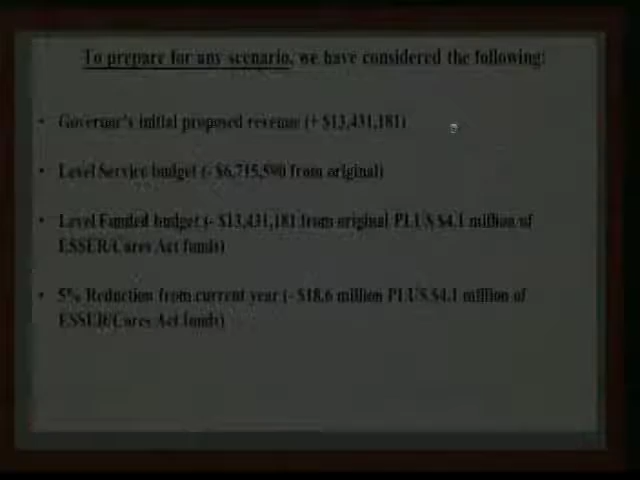 To prepare for any scenario, we have considered the following:
• Governor's initial proposed revenue (+ $13,431,181)
• Level Service budget (- $6,715,590 from original)
• Level Funded budget (- $13,431,181 from original PLUS $4.1 million of
ESSER/Cares Act funds)
• 5% Reduction from current year (- $18.6 million PLUS $4.1 million of
ESSER/Cares Act funds)